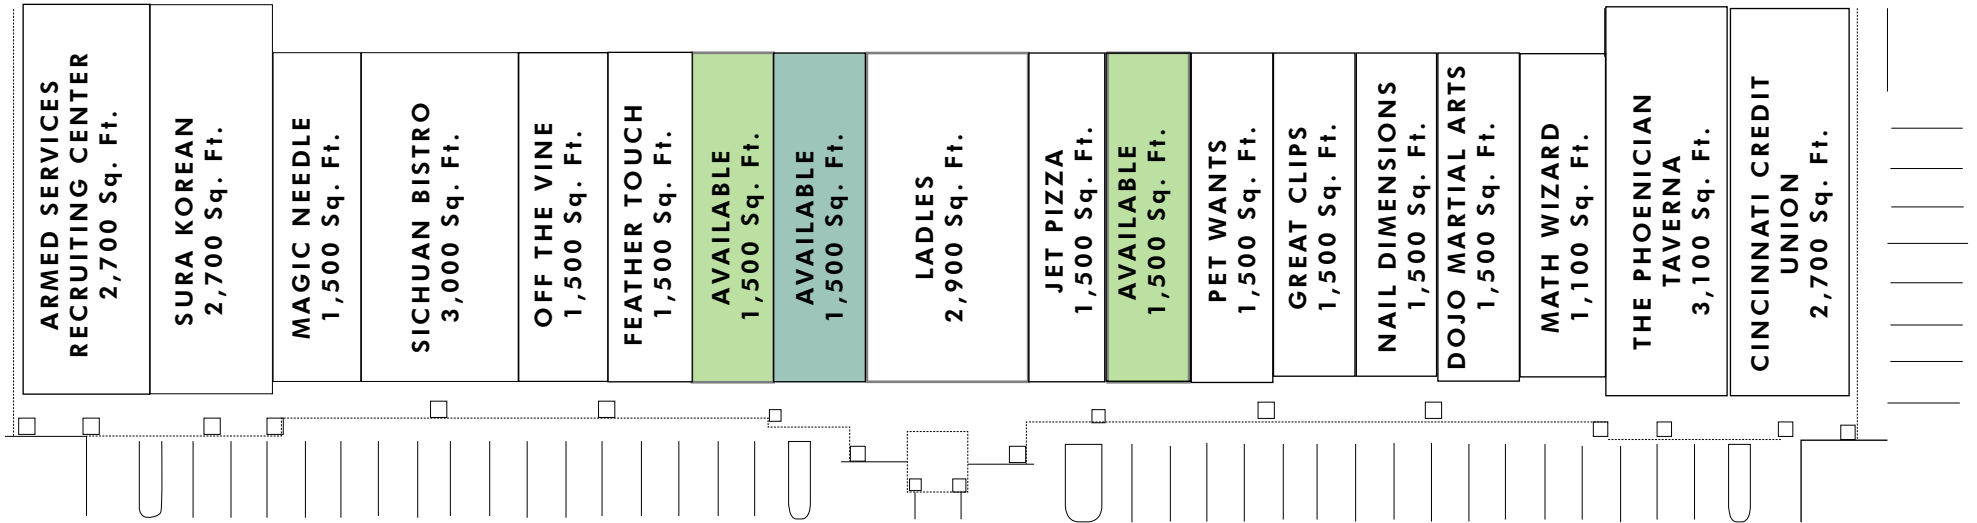 ARMED SERVICES
RECRUITING CENTER
2,700 Sq. Ft.
SURA KOREAN
2,700 Sq. Ft.
MAGIC NEEDLE
1,500 Sq. Ft.
SICHUAN BISTRO
3,000 Sq. Ft.
OFF THE VINE
1,500 Sq. Ft.
FEATHER TOUCH
1,500 Sq. Ft.
AVAILABLE
1,500 Sq. Ft.
AVAILABLE
1,500 Sq. Ft.
LADLES
2,900 Sq. Ft.
JET PIZZA
1,500 Sq. Ft.
AVAILABLE
1,500 Sq. Ft.
PET WANTS
1,500 Sq. Ft.
GREAT CLIPS
1,500 Sq. Ft.
NAIL DIMENSIONS
1,500 Sq. Ft.
DOJO MARTIAL ARTS
1,500 Sq. Ft.
MATH WIZARD
1,100 Sq. Ft.
THE PHOENICIAN
TAVERNA
3,100 Sq. Ft.
CINCINNATI CREDIT
UNION
2,700 Sq. Ft.